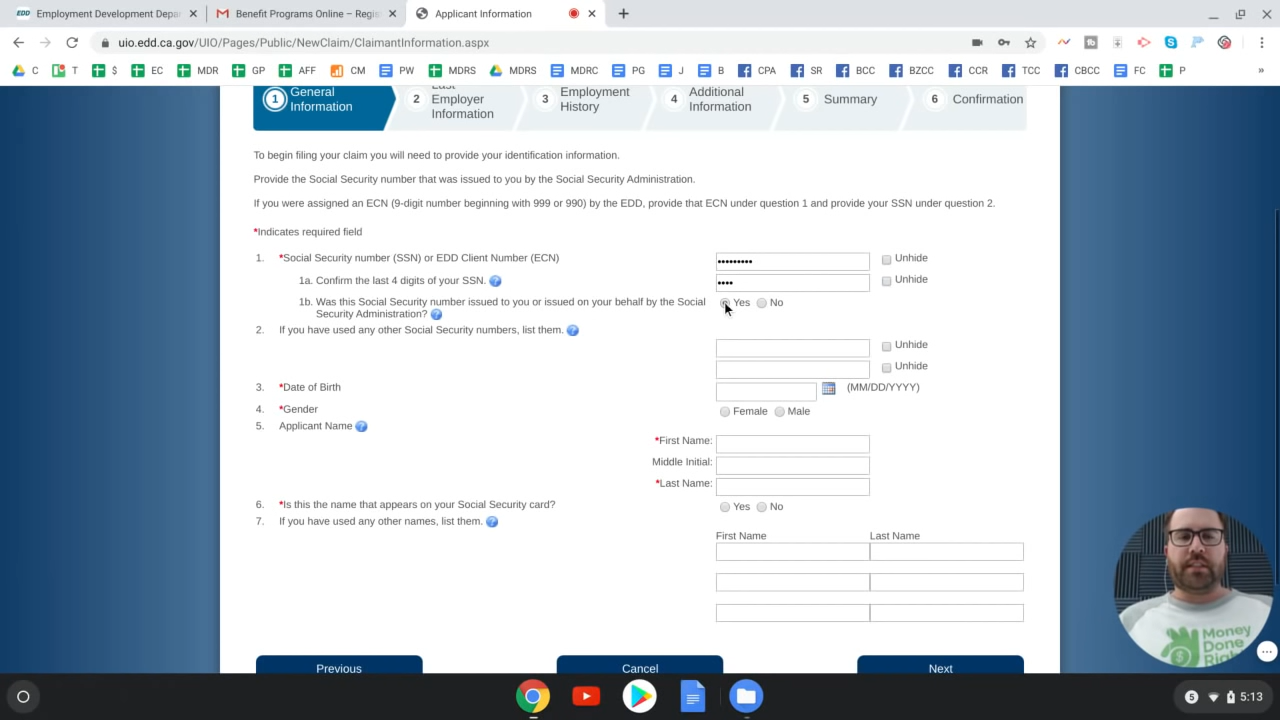 EDD Employment Development Depar
Benefit Programs Online – Regis
Applicant Information
uio.edd.ca.gov/UIO/Pages/Public/NewClaim/ClaimantInformation.aspx
C T $ EC MDR GP AFF CM PW MDRS MDRS MDRC PG J B CPA SR BCC BZCC CCR TCC CBCC FC P »
1 General Information
2 Last Employer Information
3 Employment History
4 Additional Information
5 Summary
6 Confirmation
To begin filing your claim you will need to provide your identification information.
Provide the Social Security number that was issued to you by the Social Security Administration.
If you were assigned an ECN (9-digit number beginning with 999 or 990) by the EDD, provide that ECN under question 1 and provide your SSN under question 2.
*Indicates required field
1. *Social Security number (SSN) or EDD Client Number (ECN) ••••••••• Unhide
1a. Confirm the last 4 digits of your SSN. ? •••• Unhide
1b. Was this Social Security number issued to you or issued on your behalf by the Social Yes No
Security Administration? ?
2. If you have used any other Social Security numbers, list them. ?
Unhide
Unhide
3. *Date of Birth (MM/DD/YYYY)
4. *Gender Female Male
5. Applicant Name ?
*First Name:
Middle Initial:
*Last Name:
6. *Is this the name that appears on your Social Security card? Yes No
7. If you have used any other names, list them. ?
First Name Last Name
Previous Cancel Next
Money
Done
Right
5 5:13